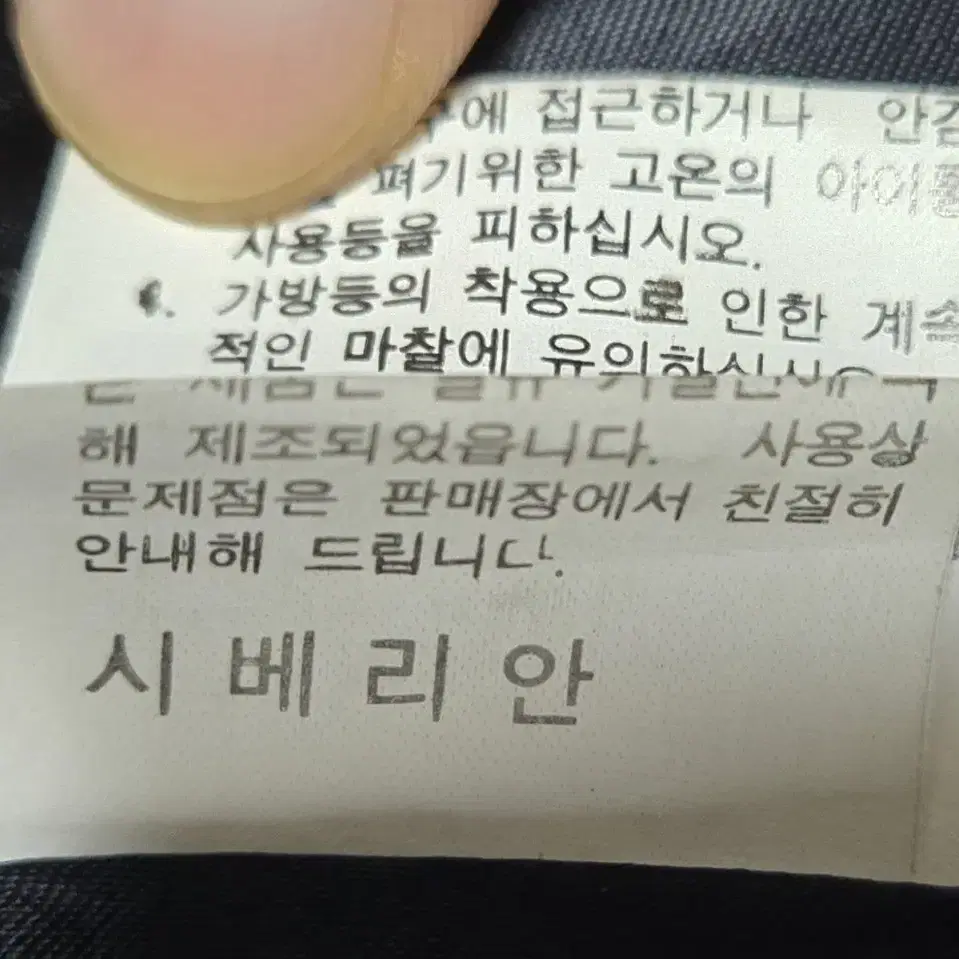 접근하거나
펴기위한 고온의 아이
사용등을 피하십시오.
6. 가방등의 착용으로 인한 계속
적인 마찰에 유의하십시오
해 제조되었읍니다. 사용상
문제점은 판매장에서 친절히
안내해 드립니다.
시베리안